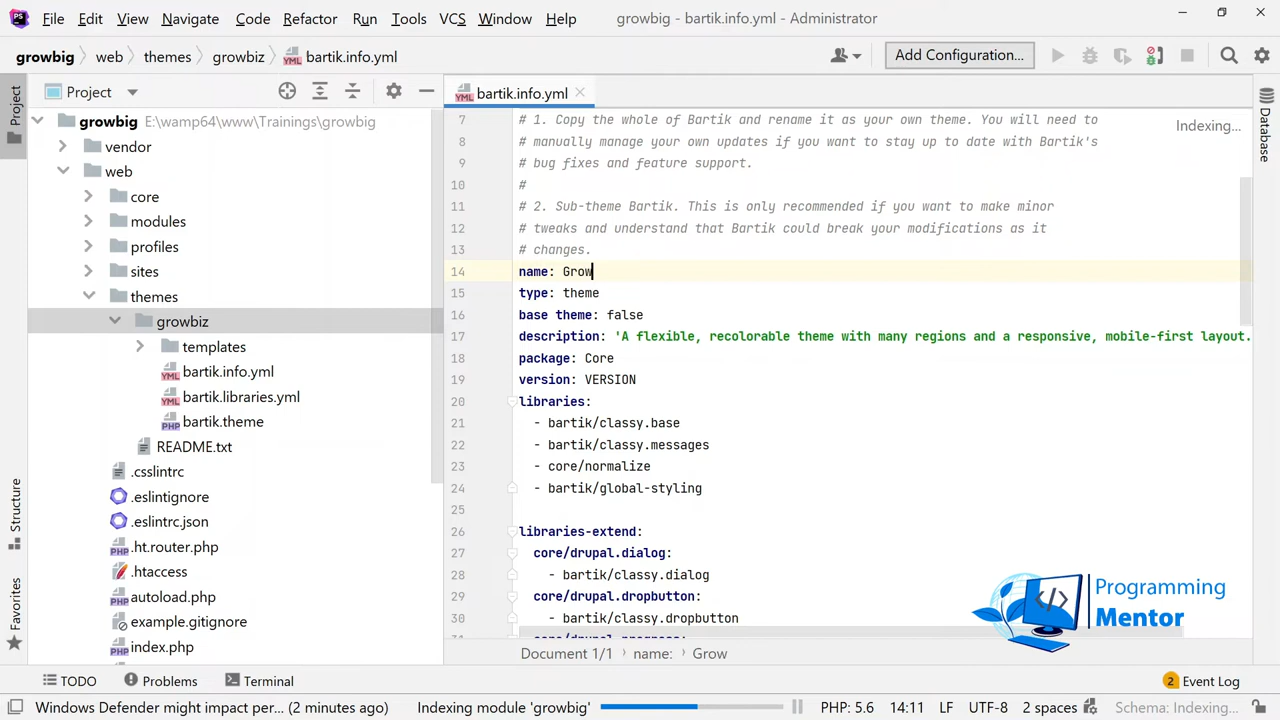 File Edit View Navigate Code Refactor Run Tools VCS Window Help growbig - bartik.info.yml - Administrator
growbig web themes growbiz bartik.info.yml Add Configuration...
Project
Project
bartik.info.yml
Database
growbig E:\wamp64\www\Trainings\growbig
vendor
web
core
modules
profiles
sites
themes
growbiz
templates
bartik.info.yml
bartik.libraries.yml
bartik.theme
README.txt
.csslintrc
.eslintignore
.eslintrc.json
.ht.router.php
.htaccess
autoload.php
example.gitignore
index.php
Structure
Favorites
Indexing...
7 # 1. Copy the whole of Bartik and rename it as your own theme. You will need to
8 # manually manage your own updates if you want to stay up to date with Bartik's
9 # bug fixes and feature support.
10 #
11 # 2. Sub-theme Bartik. This is only recommended if you want to make minor
12 # tweaks and understand that Bartik could break your modifications as it
13 # changes.
14 name: Grow
15 type: theme
16 base theme: false
17 description: 'A flexible, recolorable theme with many regions and a responsive, mobile-first layout.
18 package: Core
19 version: VERSION
20 libraries:
21 - bartik/classy.base
22 - bartik/classy.messages
23 - core/normalize
24 - bartik/global-styling
25
26 libraries-extend:
27 core/drupal.dialog:
28 - bartik/classy.dialog
29 core/drupal.dropbutton:
30 - bartik/classy.dropbutton
31 core/drupal.progress:
Programming
Mentor
Document 1/1 name: Grow
TODO Problems Terminal 2 Event Log
Windows Defender might impact per... (2 minutes ago) Indexing module 'growbig' PHP: 5.6 14:11 LF UTF-8 2 spaces Schema: Indexing...